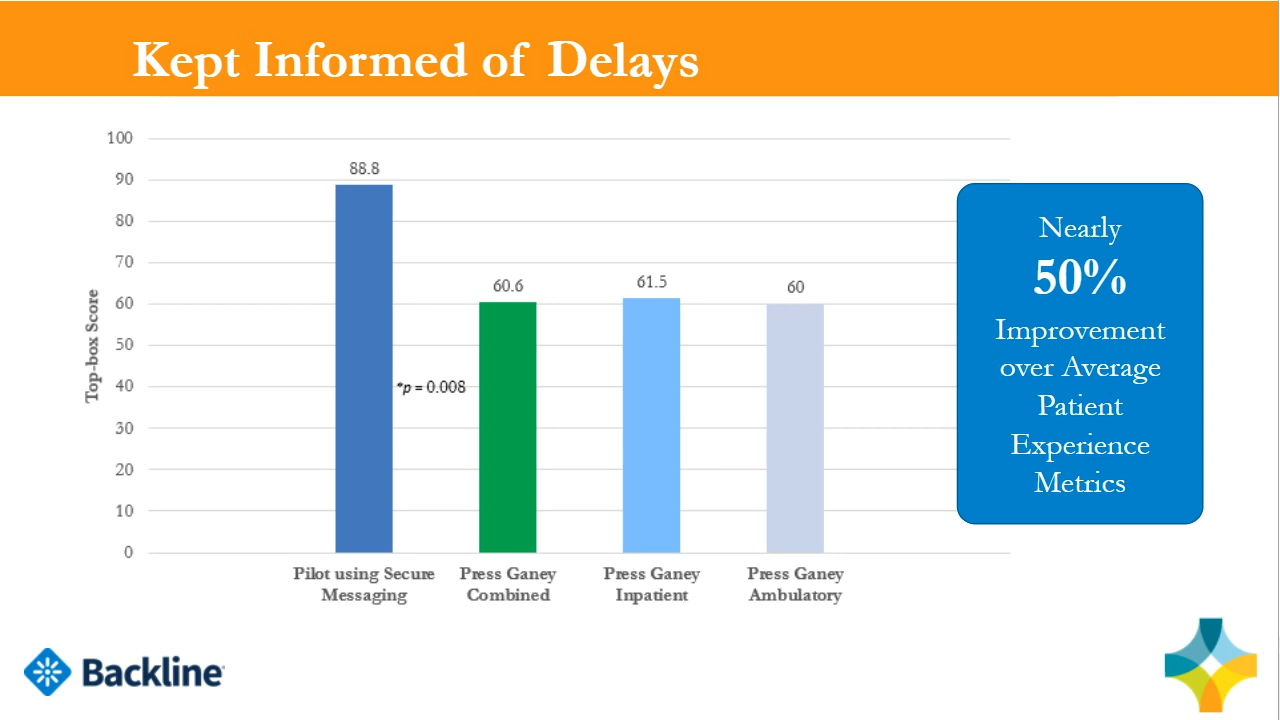 Kept Informed of Delays
100
90
80
70
60
50
40
30
20
10
0
Top-box Score
88.8
60.6
61.5
60
*p = 0.008
Pilot using Secure
Messaging
Press Ganey
Combined
Press Ganey
Inpatient
Press Ganey
Ambulatory
Nearly
50%
Improvement
over Average
Patient
Experience
Metrics
Backline